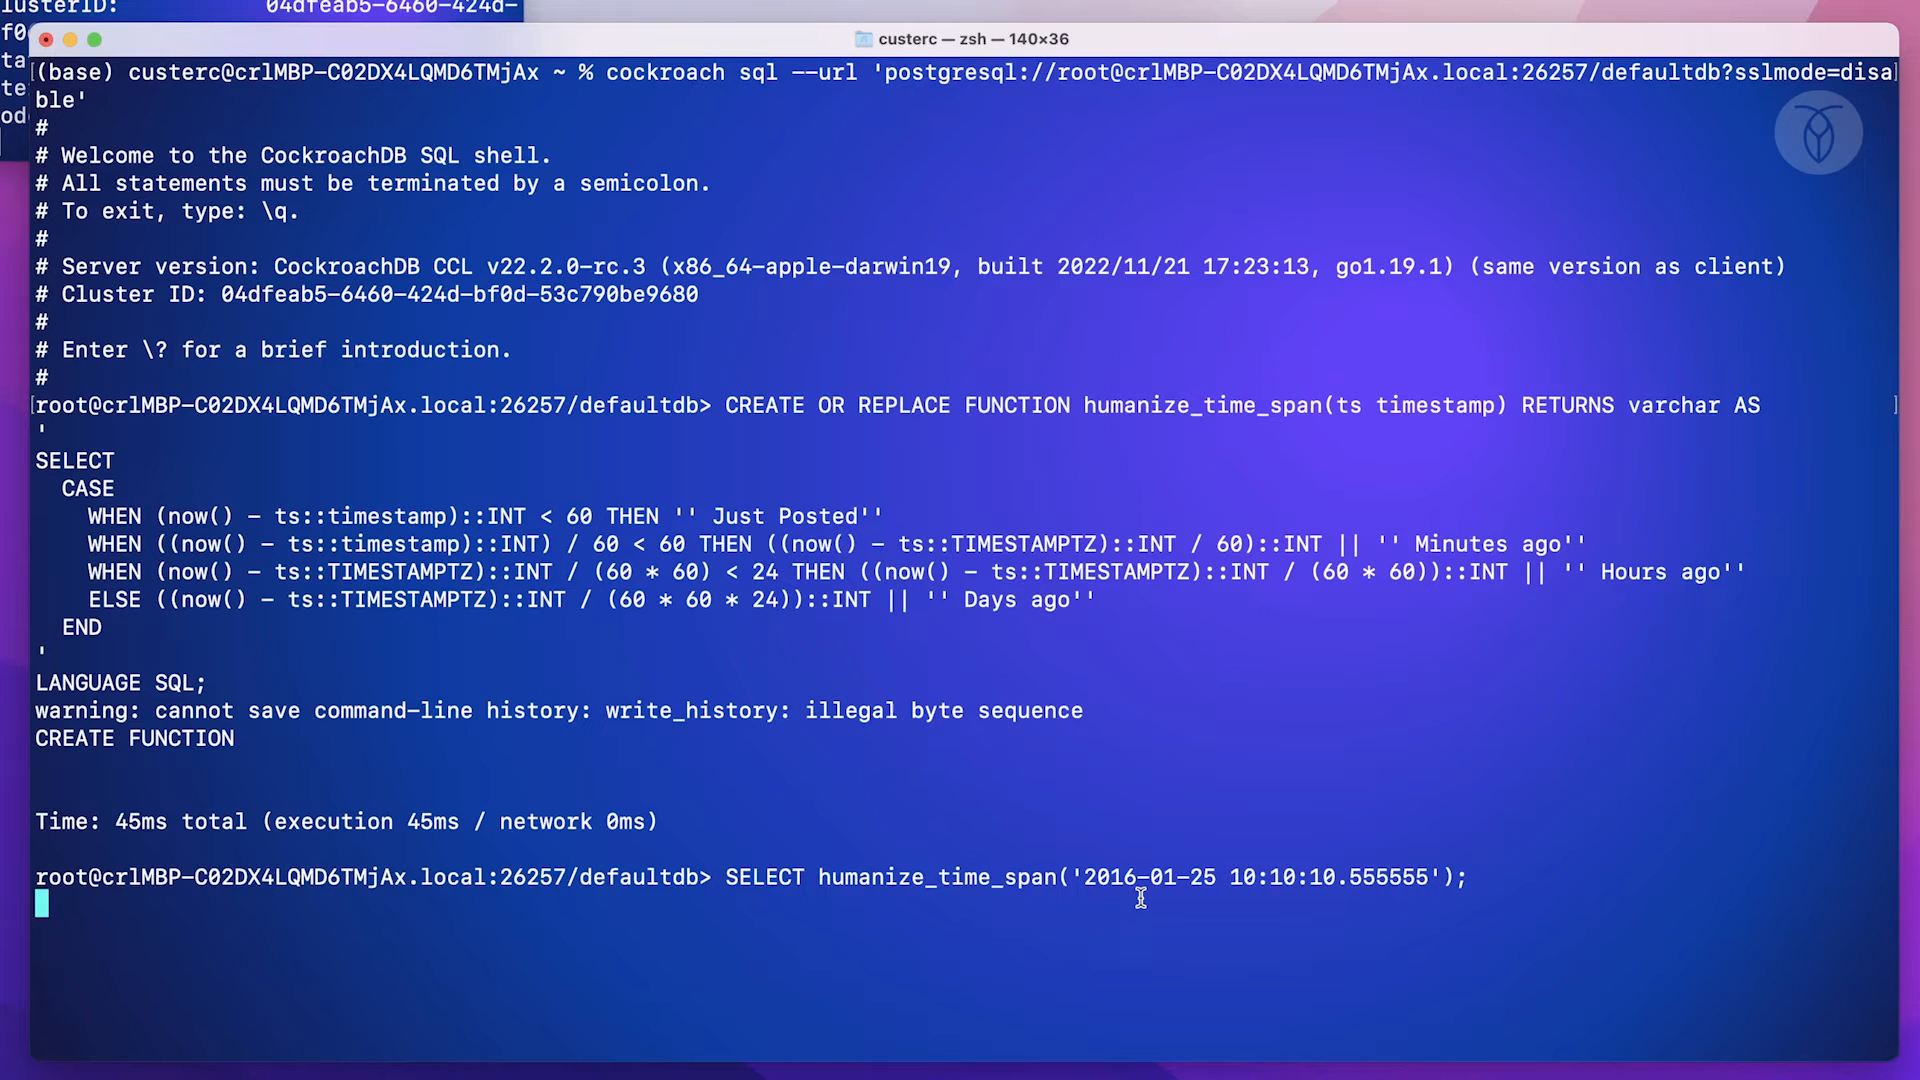 lusterID:           04dfeab5-6460-424d-
f0
ta
te
od
custerc — zsh — 140×36
(base) custerc@crlMBP-C02DX4LQMD6TMjAx ~ % cockroach sql --url 'postgresql://root@crlMBP-C02DX4LQMD6TMjAx.local:26257/defaultdb?sslmode=disa
ble'
#
# Welcome to the CockroachDB SQL shell.
# All statements must be terminated by a semicolon.
# To exit, type: \q.
#
# Server version: CockroachDB CCL v22.2.0-rc.3 (x86_64-apple-darwin19, built 2022/11/21 17:23:13, go1.19.1) (same version as client)
# Cluster ID: 04dfeab5-6460-424d-bf0d-53c790be9680
#
# Enter \? for a brief introduction.
#
root@crlMBP-C02DX4LQMD6TMjAx.local:26257/defaultdb> CREATE OR REPLACE FUNCTION humanize_time_span(ts timestamp) RETURNS varchar AS
'
SELECT
  CASE
    WHEN (now() - ts::timestamp)::INT < 60 THEN '' Just Posted''
    WHEN ((now() - ts::timestamp)::INT) / 60 < 60 THEN ((now() - ts::TIMESTAMPTZ)::INT / 60)::INT || '' Minutes ago''
    WHEN (now() - ts::TIMESTAMPTZ)::INT / (60 * 60) < 24 THEN ((now() - ts::TIMESTAMPTZ)::INT / (60 * 60))::INT || '' Hours ago''
    ELSE ((now() - ts::TIMESTAMPTZ)::INT / (60 * 60 * 24))::INT || '' Days ago''
  END
'
LANGUAGE SQL;
warning: cannot save command-line history: write_history: illegal byte sequence
CREATE FUNCTION
Time: 45ms total (execution 45ms / network 0ms)
root@crlMBP-C02DX4LQMD6TMjAx.local:26257/defaultdb> SELECT humanize_time_span('2016-01-25 10:10:10.555555');